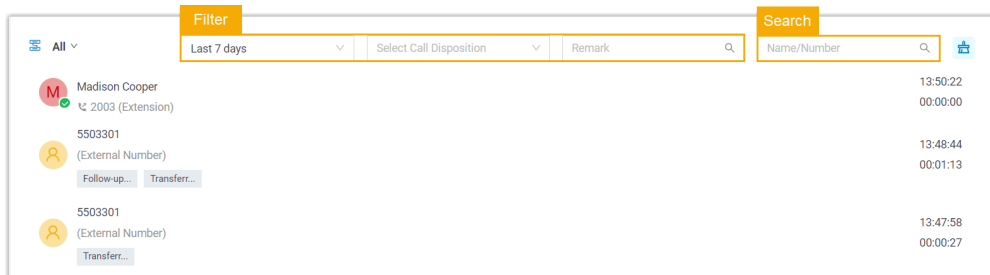 Filter
Search
All
Last 7 days
Select Call Disposition
Remark
Name/Number
M
Madison Cooper
13:50:22
2003 (Extension)
00:00:00
5503301
(External Number)
13:48:44
00:01:13
Follow-up... Transferr...
5503301
(External Number)
13:47:58
00:00:27
Transferr...